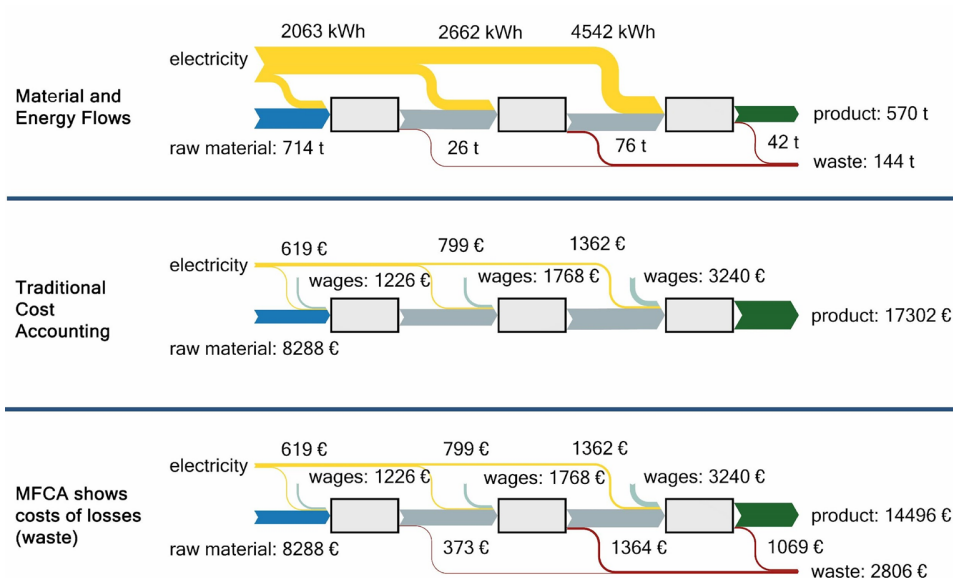 2063 kWh
2662 kWh
4542 kWh
electricity
Material and
Energy Flows
product: 570 t
raw material: 714 t
26 t
76 t
42 t
waste: 144 t
619 €
799 €
1362 €
electricity
wages: 1226 €
wages: 1768 €
wages: 3240 €
Traditional
Cost
Accounting
product: 17302 €
raw material: 8288 €
619 €
799 €
1362 €
electricity
wages: 1226 €
wages: 1768 €
wages: 3240 €
MFCA shows
costs of losses
(waste)
product: 14496 €
raw material: 8288 €
373 €
1364 €
1069 €
waste: 2806 €